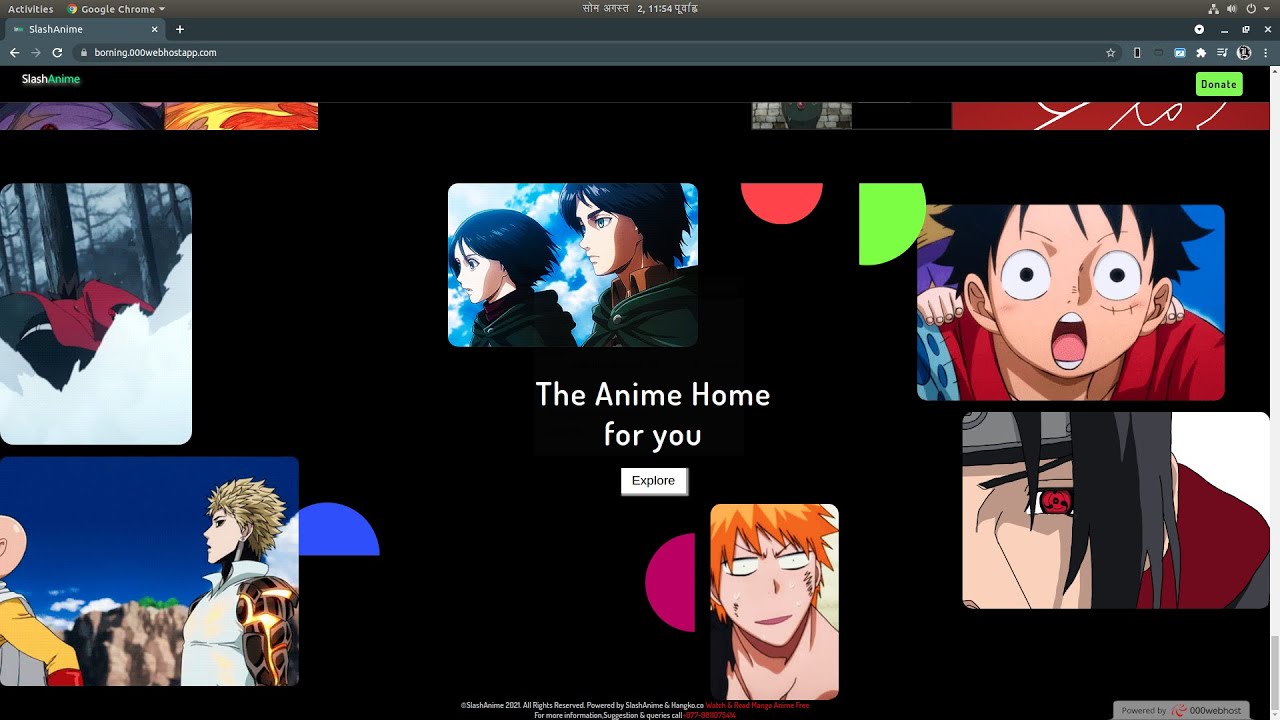 Activities Google Chrome सोम अगस्त 2, 11:54 पूर्वाह्न
SlashAnime
borning.000webhostapp.com
SlashAnime Donate
The Anime Home
for you
Explore
©SlashAnime 2021. All Rights Reserved. Powered by SlashAnime & Hangko.co Watch & Read Manga Anime Free
For more information,Suggestion & queries call
Powered by 000webhost